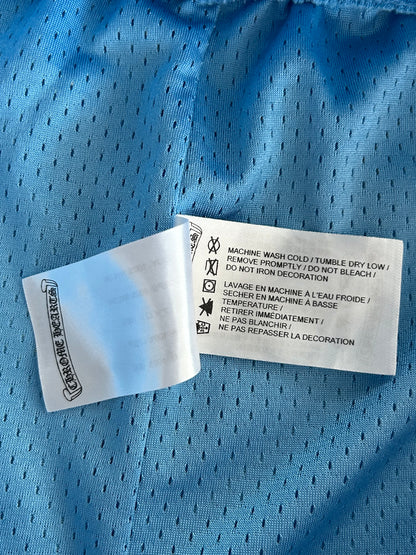 CHROME HEARTS
MACHINE WASH COLD / TUMBLE DRY LOW /
REMOVE PROMPTLY / DO NOT BLEACH /
DO NOT IRON DECORATION
LAVAGE EN MACHINE À L'EAU FROIDE /
SECHER EN MACHINE À BASSE
TEMPERATURE /
RETIRER IMMEDIATEMENT /
NE PAS BLANCHIR /
NE PAS REPASSER LA DECORATION